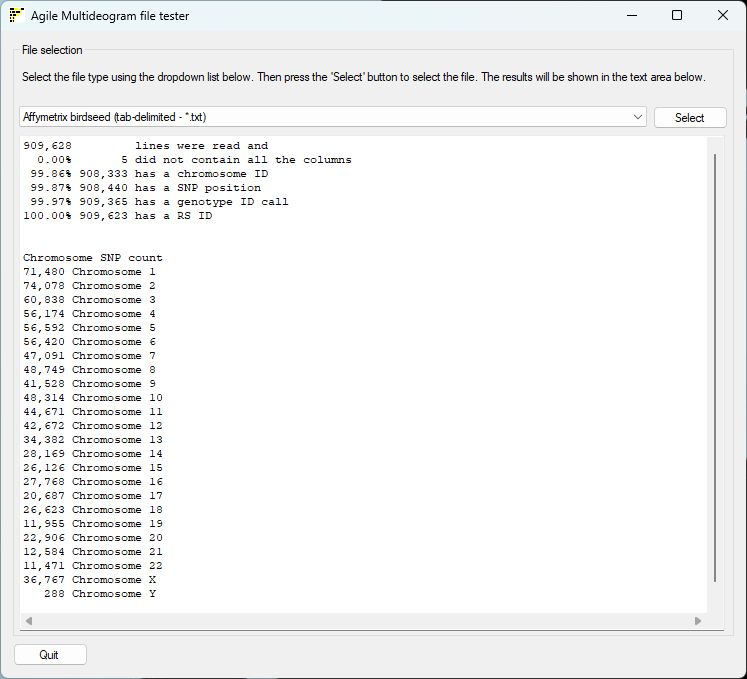 Agile Multideogram file tester
File selection
Select the file type using the dropdown list below. Then press the 'Select' button to select the file. The results will be shown in the text area below.
Affymetrix birdseed (tab-delimited - *.txt)
Select
909,628         lines were read and
  0.00%       5 did not contain all the columns
 99.86% 908,333 has a chromosome ID
 99.87% 908,440 has a SNP position
 99.97% 909,365 has a genotype ID call
100.00% 909,623 has a RS ID
Chromosome SNP count
71,480 Chromosome 1
74,078 Chromosome 2
60,838 Chromosome 3
56,174 Chromosome 4
56,592 Chromosome 5
56,420 Chromosome 6
47,091 Chromosome 7
48,749 Chromosome 8
41,528 Chromosome 9
48,314 Chromosome 10
44,671 Chromosome 11
42,672 Chromosome 12
34,382 Chromosome 13
28,169 Chromosome 14
26,126 Chromosome 15
27,768 Chromosome 16
20,687 Chromosome 17
26,623 Chromosome 18
11,955 Chromosome 19
22,906 Chromosome 20
12,584 Chromosome 21
11,471 Chromosome 22
36,767 Chromosome X
   288 Chromosome Y
Quit